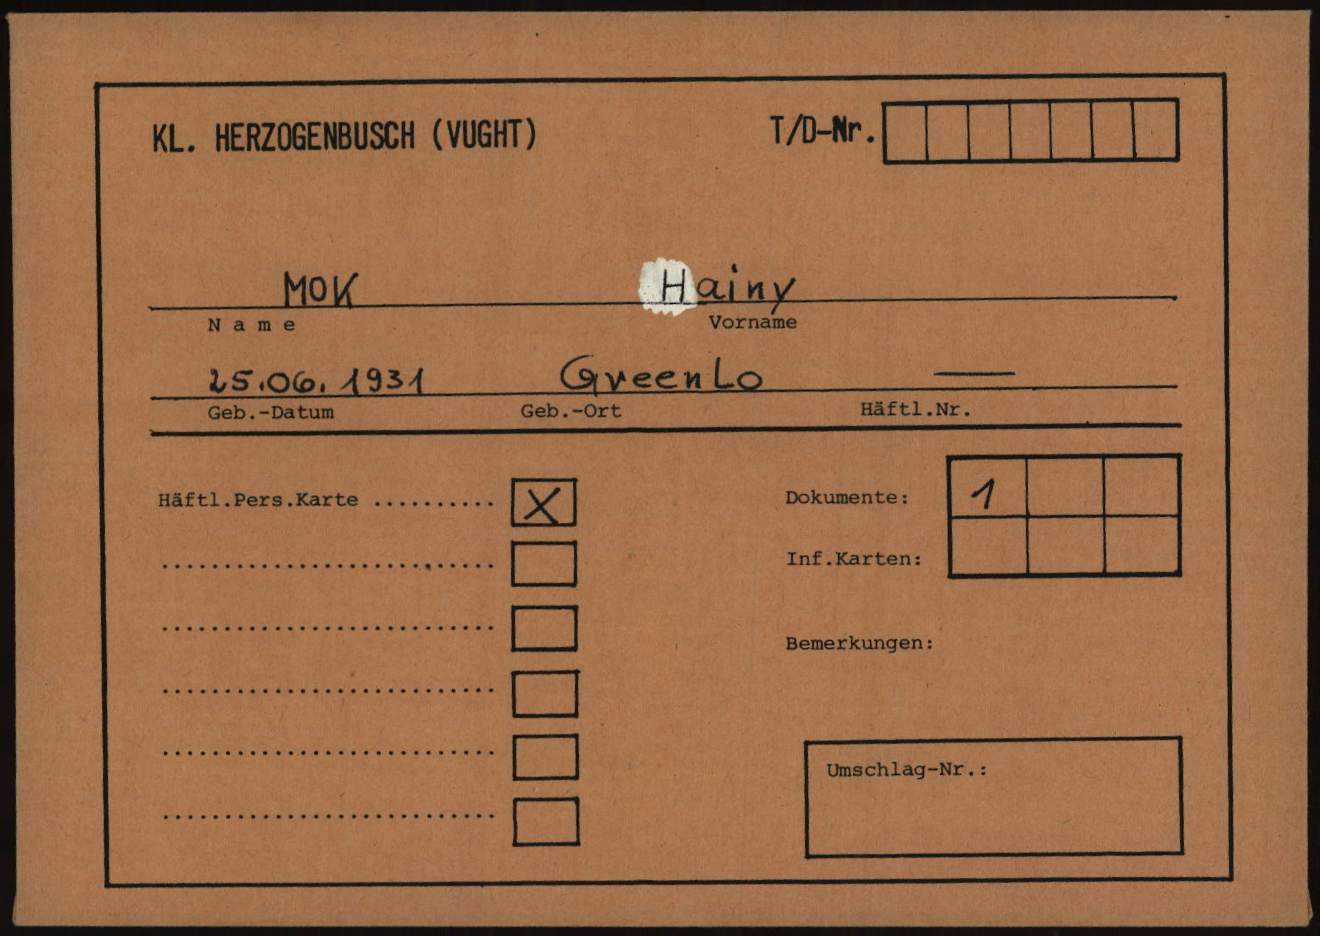 KL. HERZOGENBUSCH (VUGHT) T/D-Nr.
MOK Hainy
Name Vorname
25.06.1931 Greenlo —
Geb.-Datum Geb.-Ort Häftl.Nr.
Häftl.Pers.Karte .......... X Dokumente: 1
Inf.Karten:
Bemerkungen:
Umschlag-Nr.: